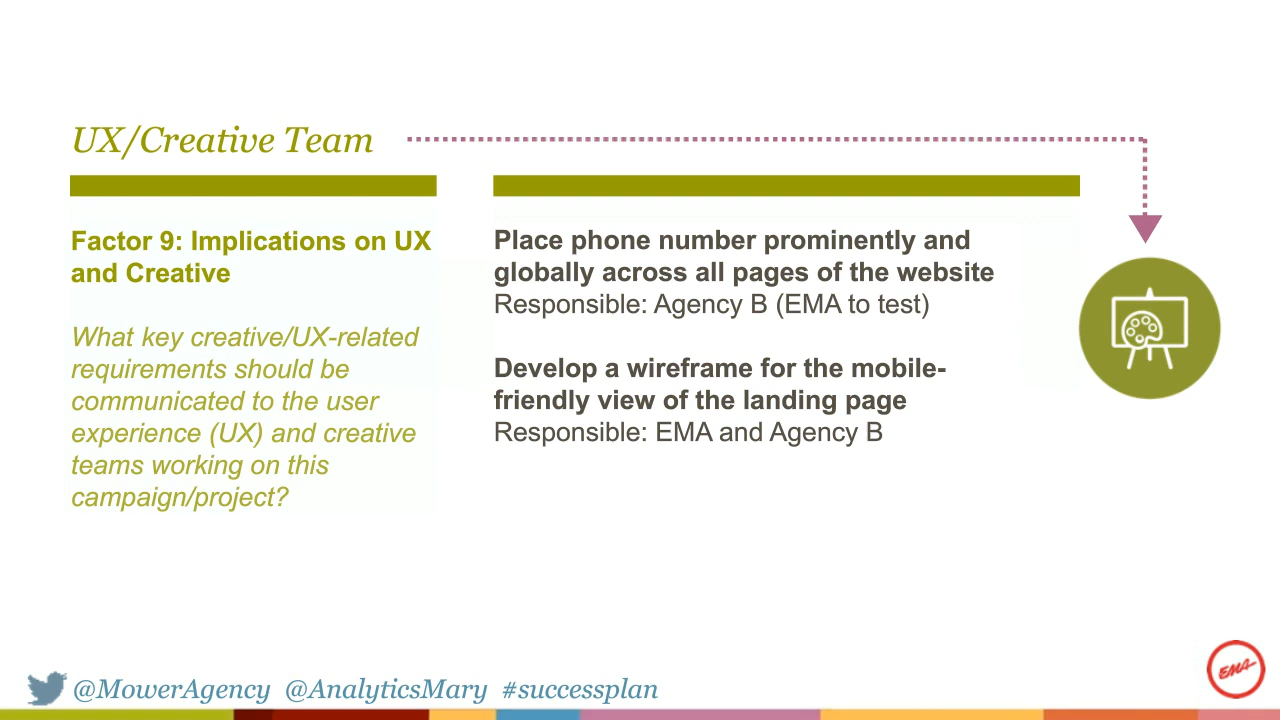 UX/Creative Team
Factor 9: Implications on UX
and Creative
What key creative/UX-related
requirements should be
communicated to the user
experience (UX) and creative
teams working on this
campaign/project?
Place phone number prominently and
globally across all pages of the website
Responsible: Agency B (EMA to test)
Develop a wireframe for the mobile-
friendly view of the landing page
Responsible: EMA and Agency B
@MowerAgency @AnalyticsMary #successplan
EMA